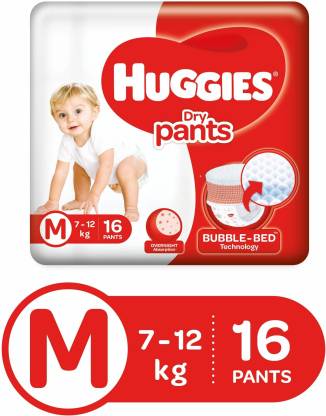 HUGGIES®
Dry
pants
M 7-12 kg 16 PANTS
OVERNIGHT
Absorption
BUBBLE-BED
Technology
M 7-12 kg 16 PANTS